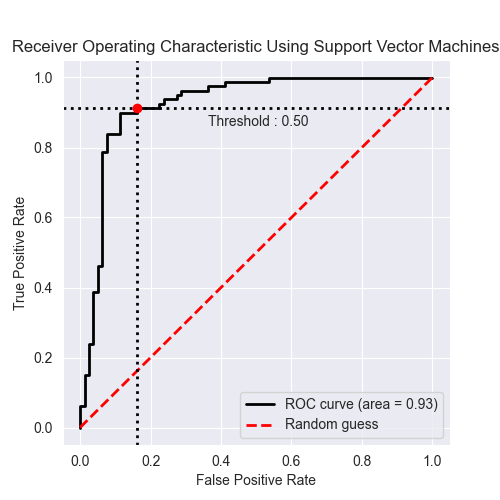 Receiver Operating Characteristic Using Support Vector Machines
1.0
0.8
0.6
0.4
0.2
0.0
True Positive Rate
Threshold : 0.50
ROC curve (area = 0.93)
Random guess
0.0 0.2 0.4 0.6 0.8 1.0
False Positive Rate